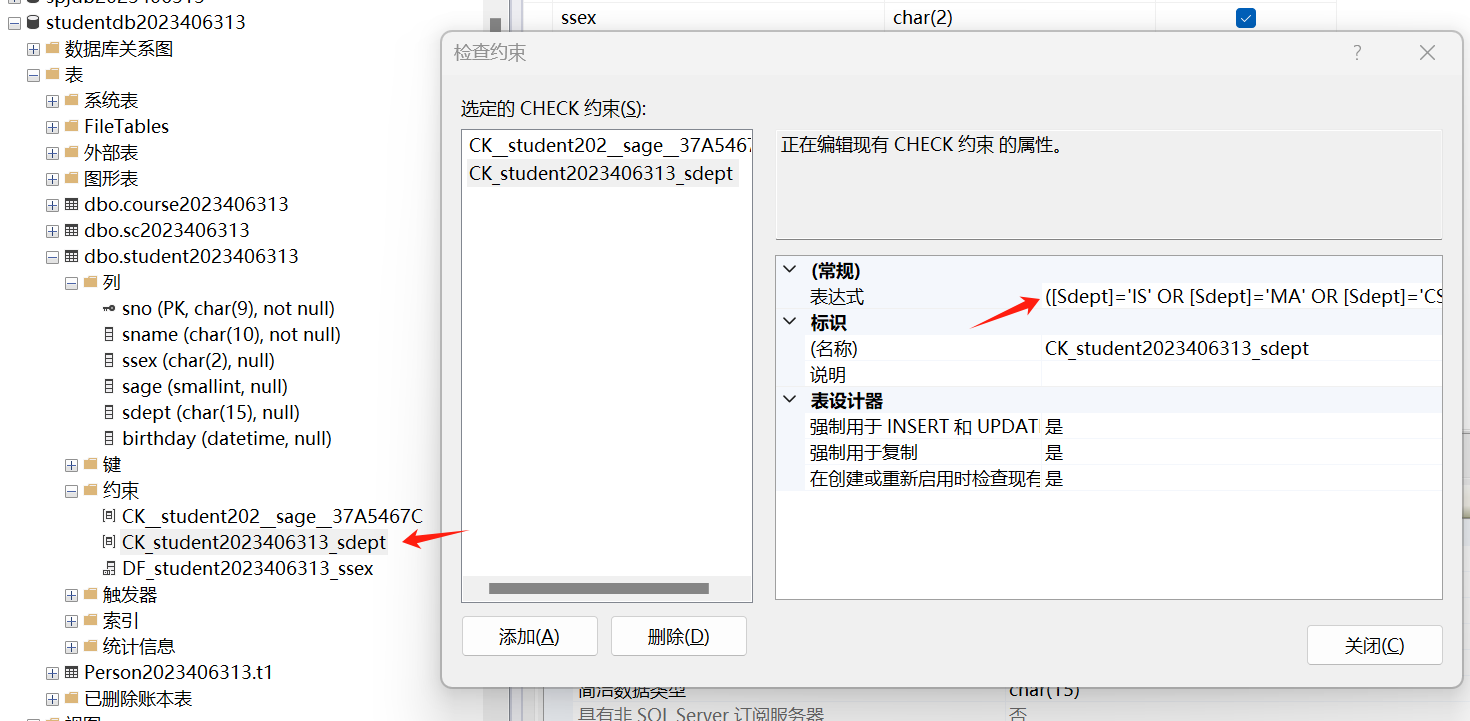 studentdb2023406313
数据库关系图
表
系统表
FileTables
外部表
图形表
dbo.course2023406313
dbo.sc2023406313
dbo.student2023406313
列
sno (PK, char(9), not null)
sname (char(10), not null)
ssex (char(2), null)
sage (smallint, null)
sdept (char(15), null)
birthday (datetime, null)
键
约束
CK__student202__sage__37A5467C
CK_student2023406313_sdept
DF_student2023406313_ssex
触发器
索引
统计信息
Person2023406313.t1
已删除账本表
视图
ssex char(2)
检查约束
选定的 CHECK 约束(S):
CK__student202__sage__37A5467
CK_student2023406313_sdept
添加(A) 删除(D)
正在编辑现有 CHECK 约束 的属性。
(常规)
表达式 ([Sdept]='IS' OR [Sdept]='MA' OR [Sdept]='CS
标识
(名称) CK_student2023406313_sdept
说明
表设计器
强制用于 INSERT 和 UPDAT 是
强制用于复制 是
在创建或重新启用时检查现有 是
关闭(C)
简洁数据类型 char(15)
具有非 SQL Server 订阅服务器 否